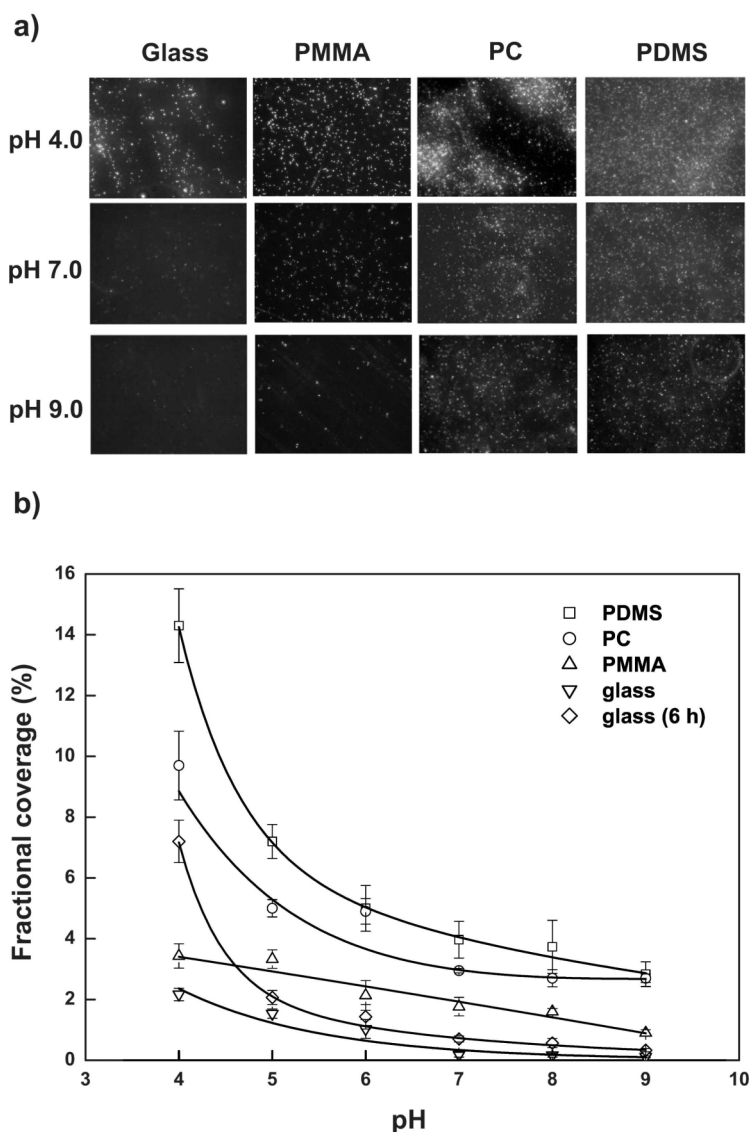 a)
Glass PMMA PC PDMS
pH 4.0
pH 7.0
pH 9.0
b)
16
14
12
10
8
6
4
2
0
3 4 5 6 7 8 9 10
Fractional coverage (%)
pH
PDMS
PC
PMMA
glass
glass (6 h)